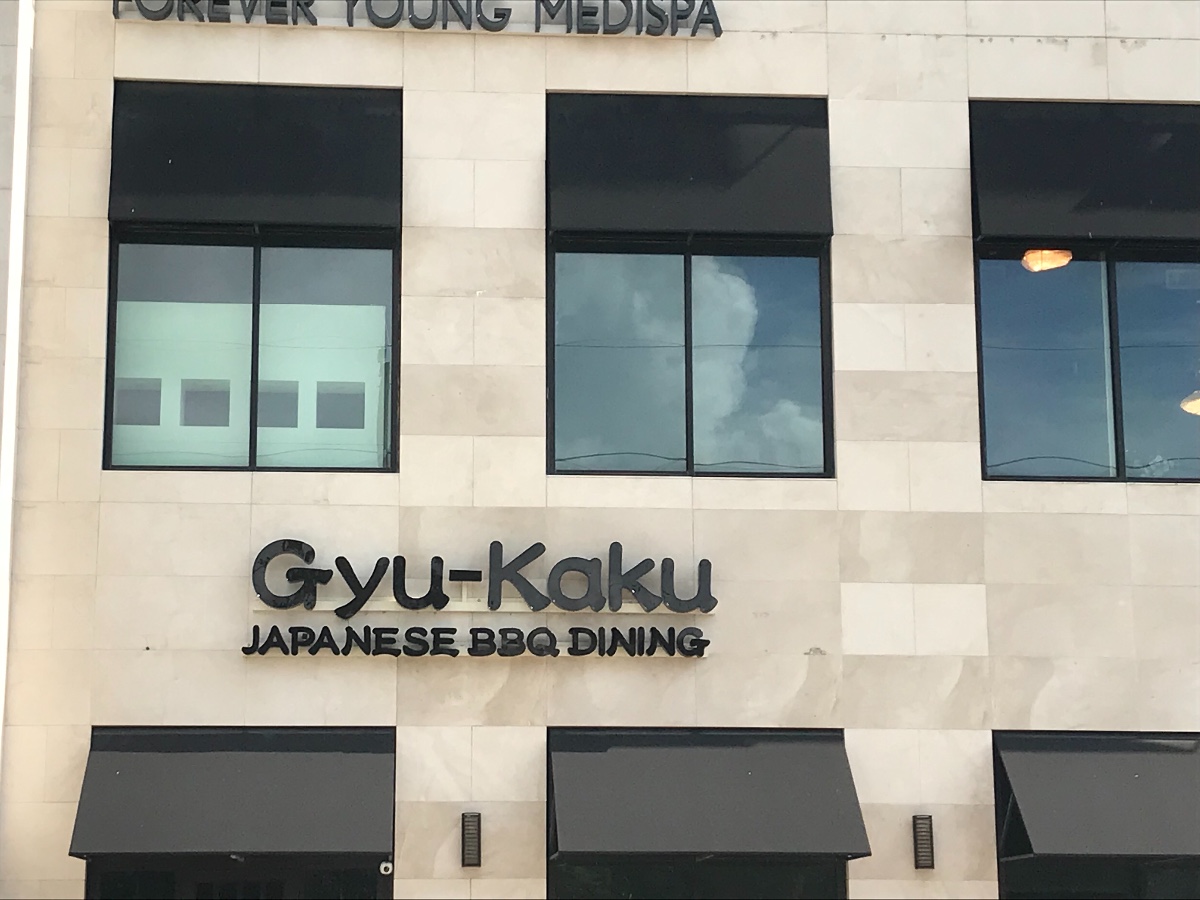 FOREVER YOUNG MEDISPA
Gyu-Kaku
JAPANESE BBQ DINING